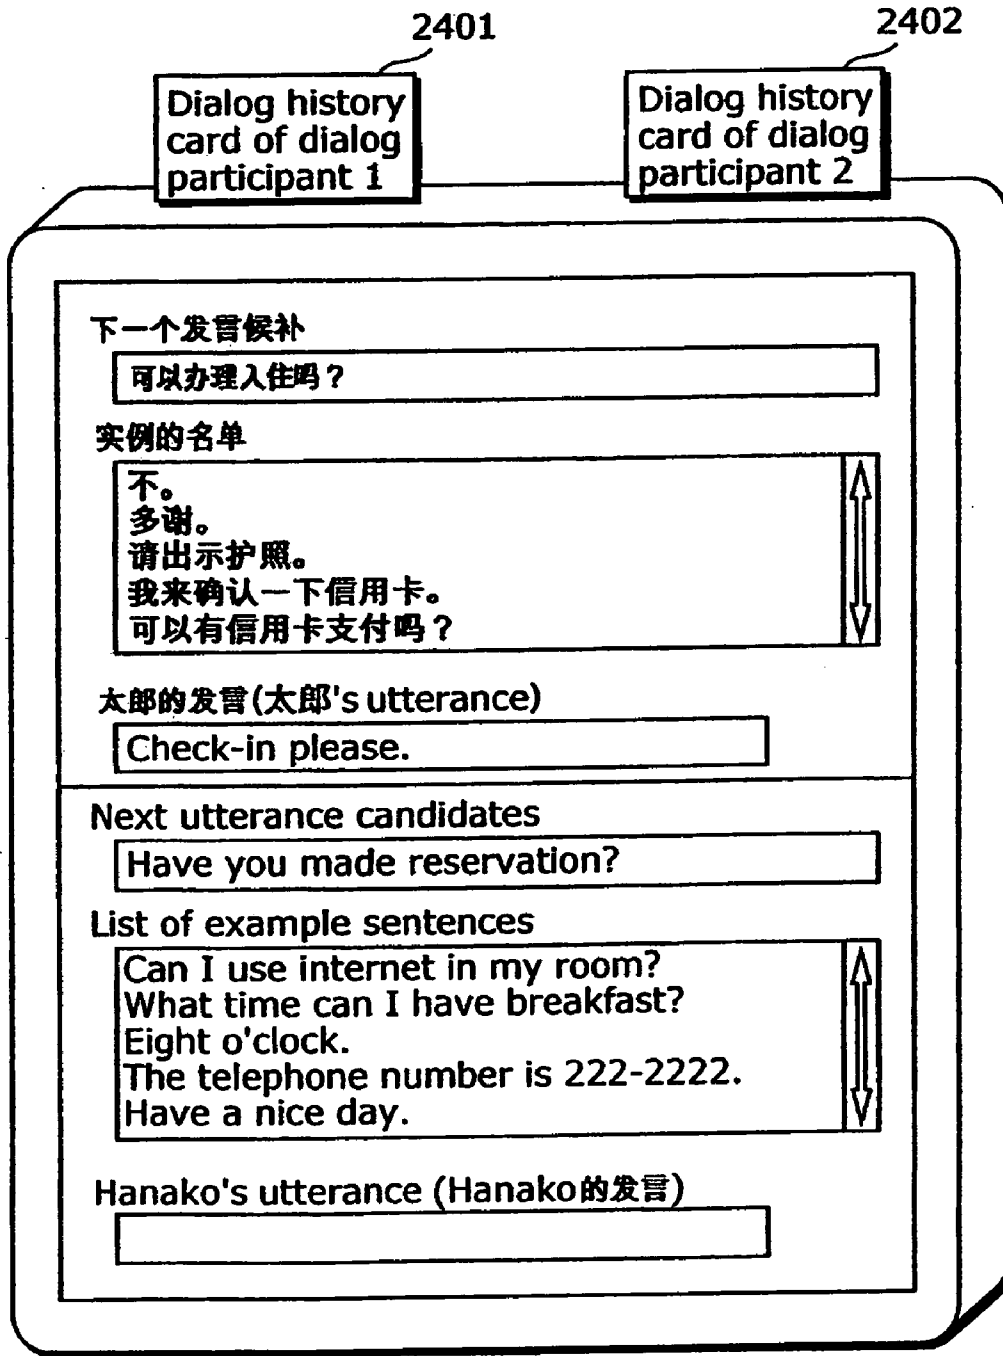 2401
2402
Dialog history
card of dialog
participant 1
Dialog history
card of dialog
participant 2
下一个发言候补
可以办理入住吗？
实例的名单
不。
多谢。
请出示护照。
我来确认一下信用卡。
可以有信用卡支付吗？
太郎的发言(太郎's utterance)
Check-in please.
Next utterance candidates
Have you made reservation?
List of example sentences
Can I use internet in my room?
What time can I have breakfast?
Eight o'clock.
The telephone number is 222-2222.
Have a nice day.
Hanako's utterance (Hanako的发言)